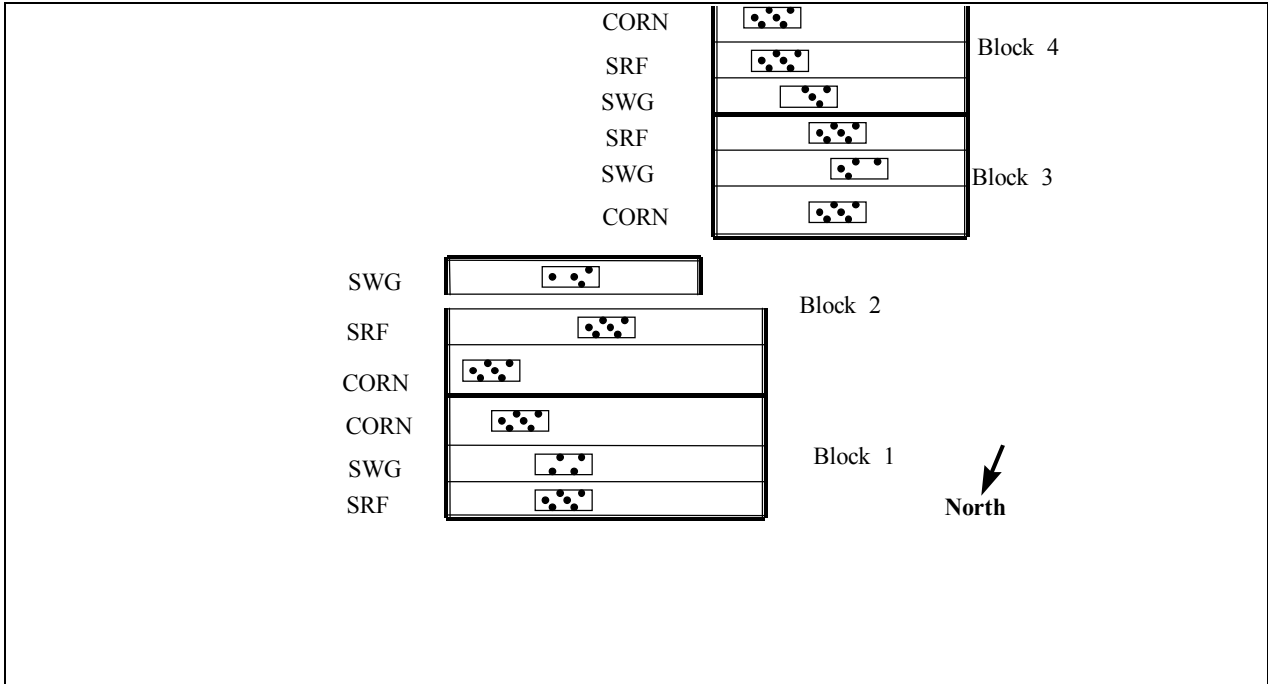 CORN
Block 4
SRF
SWG
SRF
SWG
Block 3
CORN
SWG
Block 2
SRF
CORN
CORN
Block 1
SWG
SRF
North